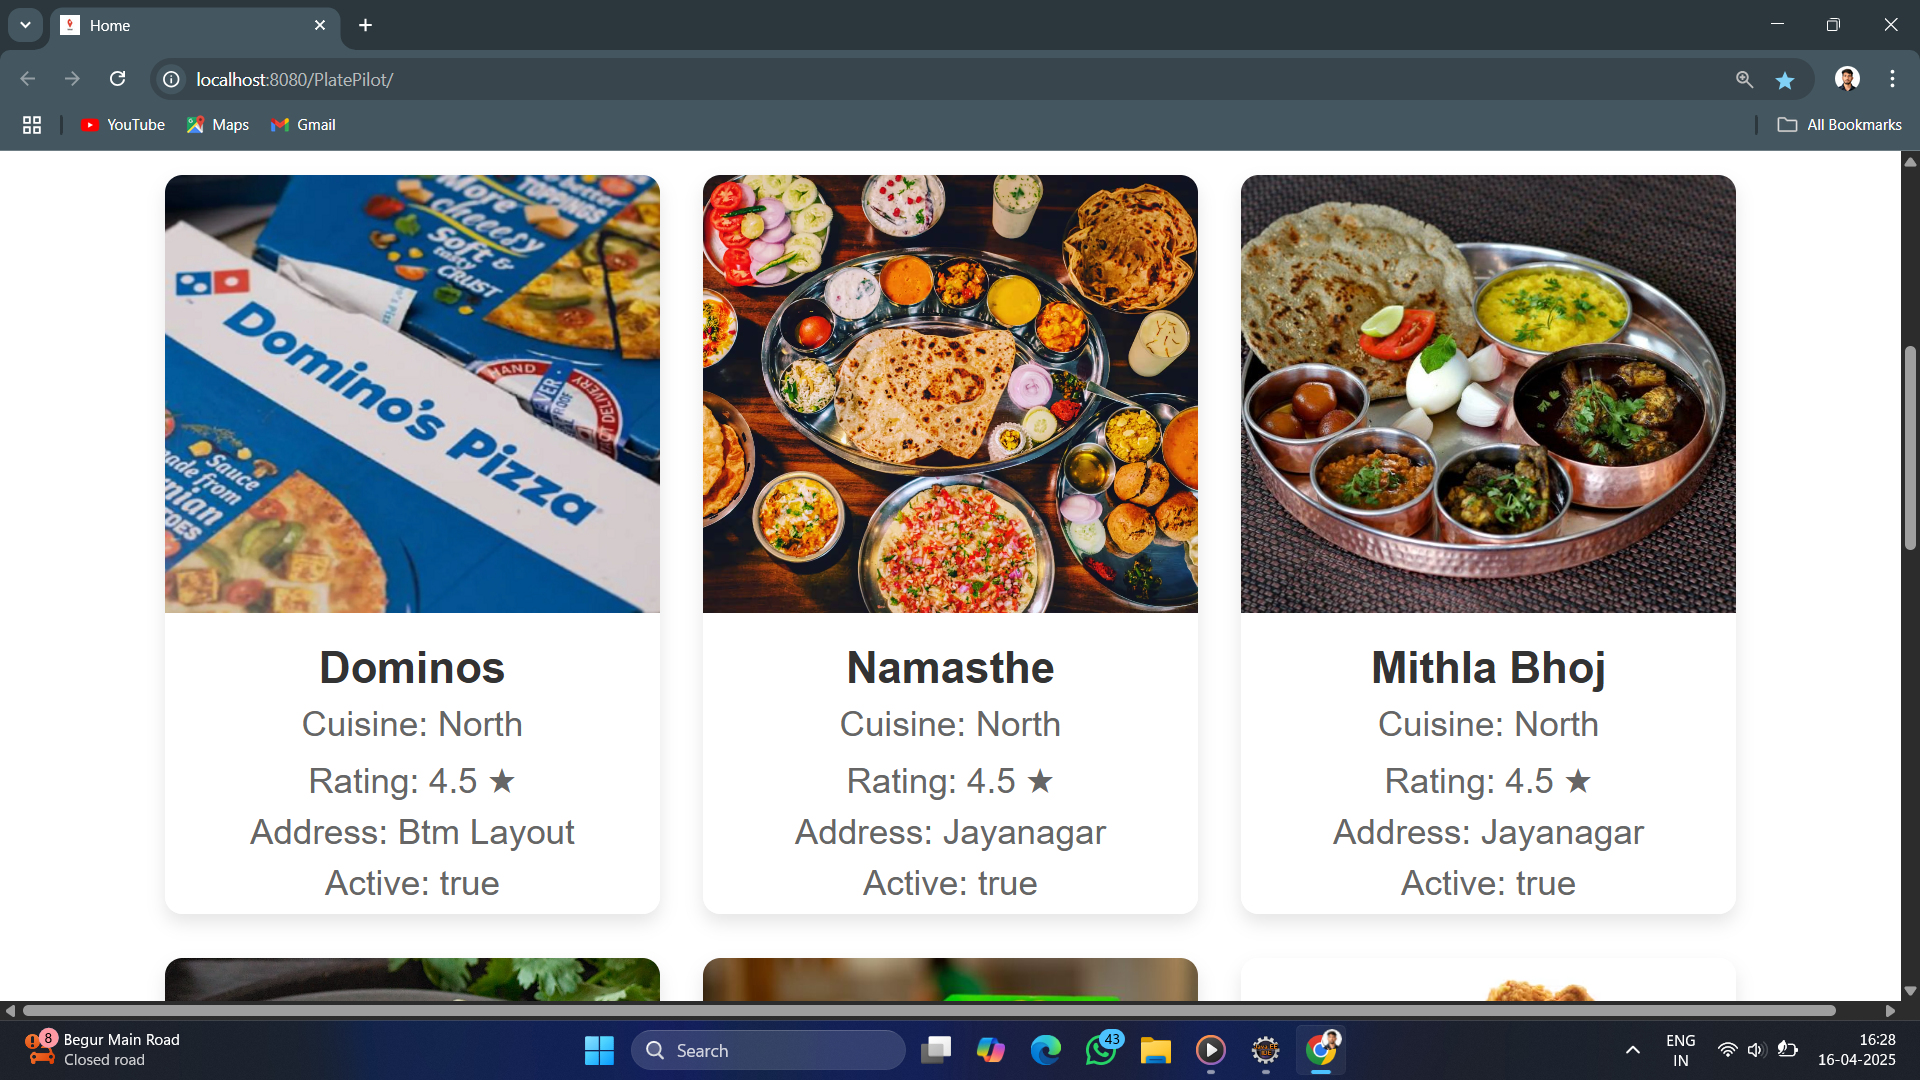 Home
localhost:8080/PlatePilot/
YouTube
Maps
Gmail
All Bookmarks
More
cheesy
Soft &
CRUST
TOPPINGS
Domino's Pizza
HAND
DELIVERY
Sauce
made from
Dominos
Cuisine: North
Rating: 4.5 ★
Address: Btm Layout
Active: true
Namasthe
Cuisine: North
Rating: 4.5 ★
Address: Jayanagar
Active: true
Mithla Bhoj
Cuisine: North
Rating: 4.5 ★
Address: Jayanagar
Active: true
8
Begur Main Road
Closed road
Search
43
ENG
IN
16:28
16-04-2025